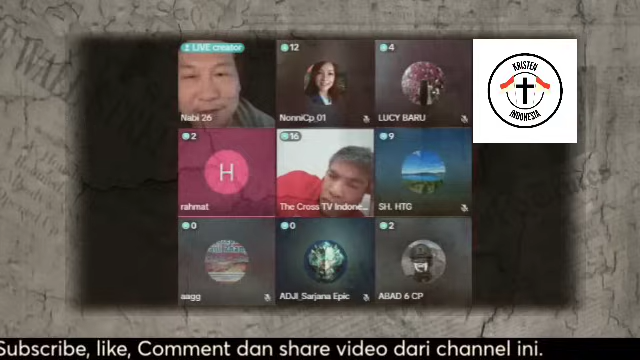 LIVE creator
12
4
KRISTEN
INDONESIA
Nabi 26
NonniCp_01
LUCY BARU
2
16
9
H
rahmat
The Cross TV Indone...
SH. HTG
0
0
2
aagg
ADJI_Sarjana Epic
ABAD 6 CP
Subscribe, like, Comment dan share video dari channel ini.